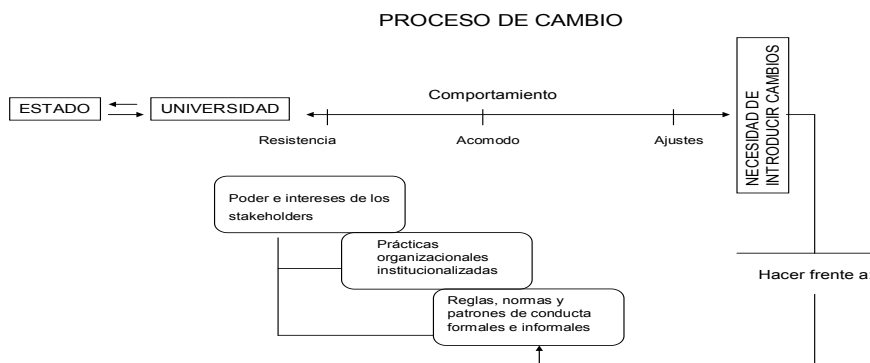 PROCESO DE CAMBIO
ESTADO
UNIVERSIDAD
Comportamiento
Resistencia
Acomodo
Ajustes
NECESIDAD DE
INTRODUCIR CAMBIOS
Poder e intereses de los
stakeholders
Prácticas
organizacionales
institucionalizadas
Reglas, normas y
patrones de conducta
formales e informales
Hacer frente a: